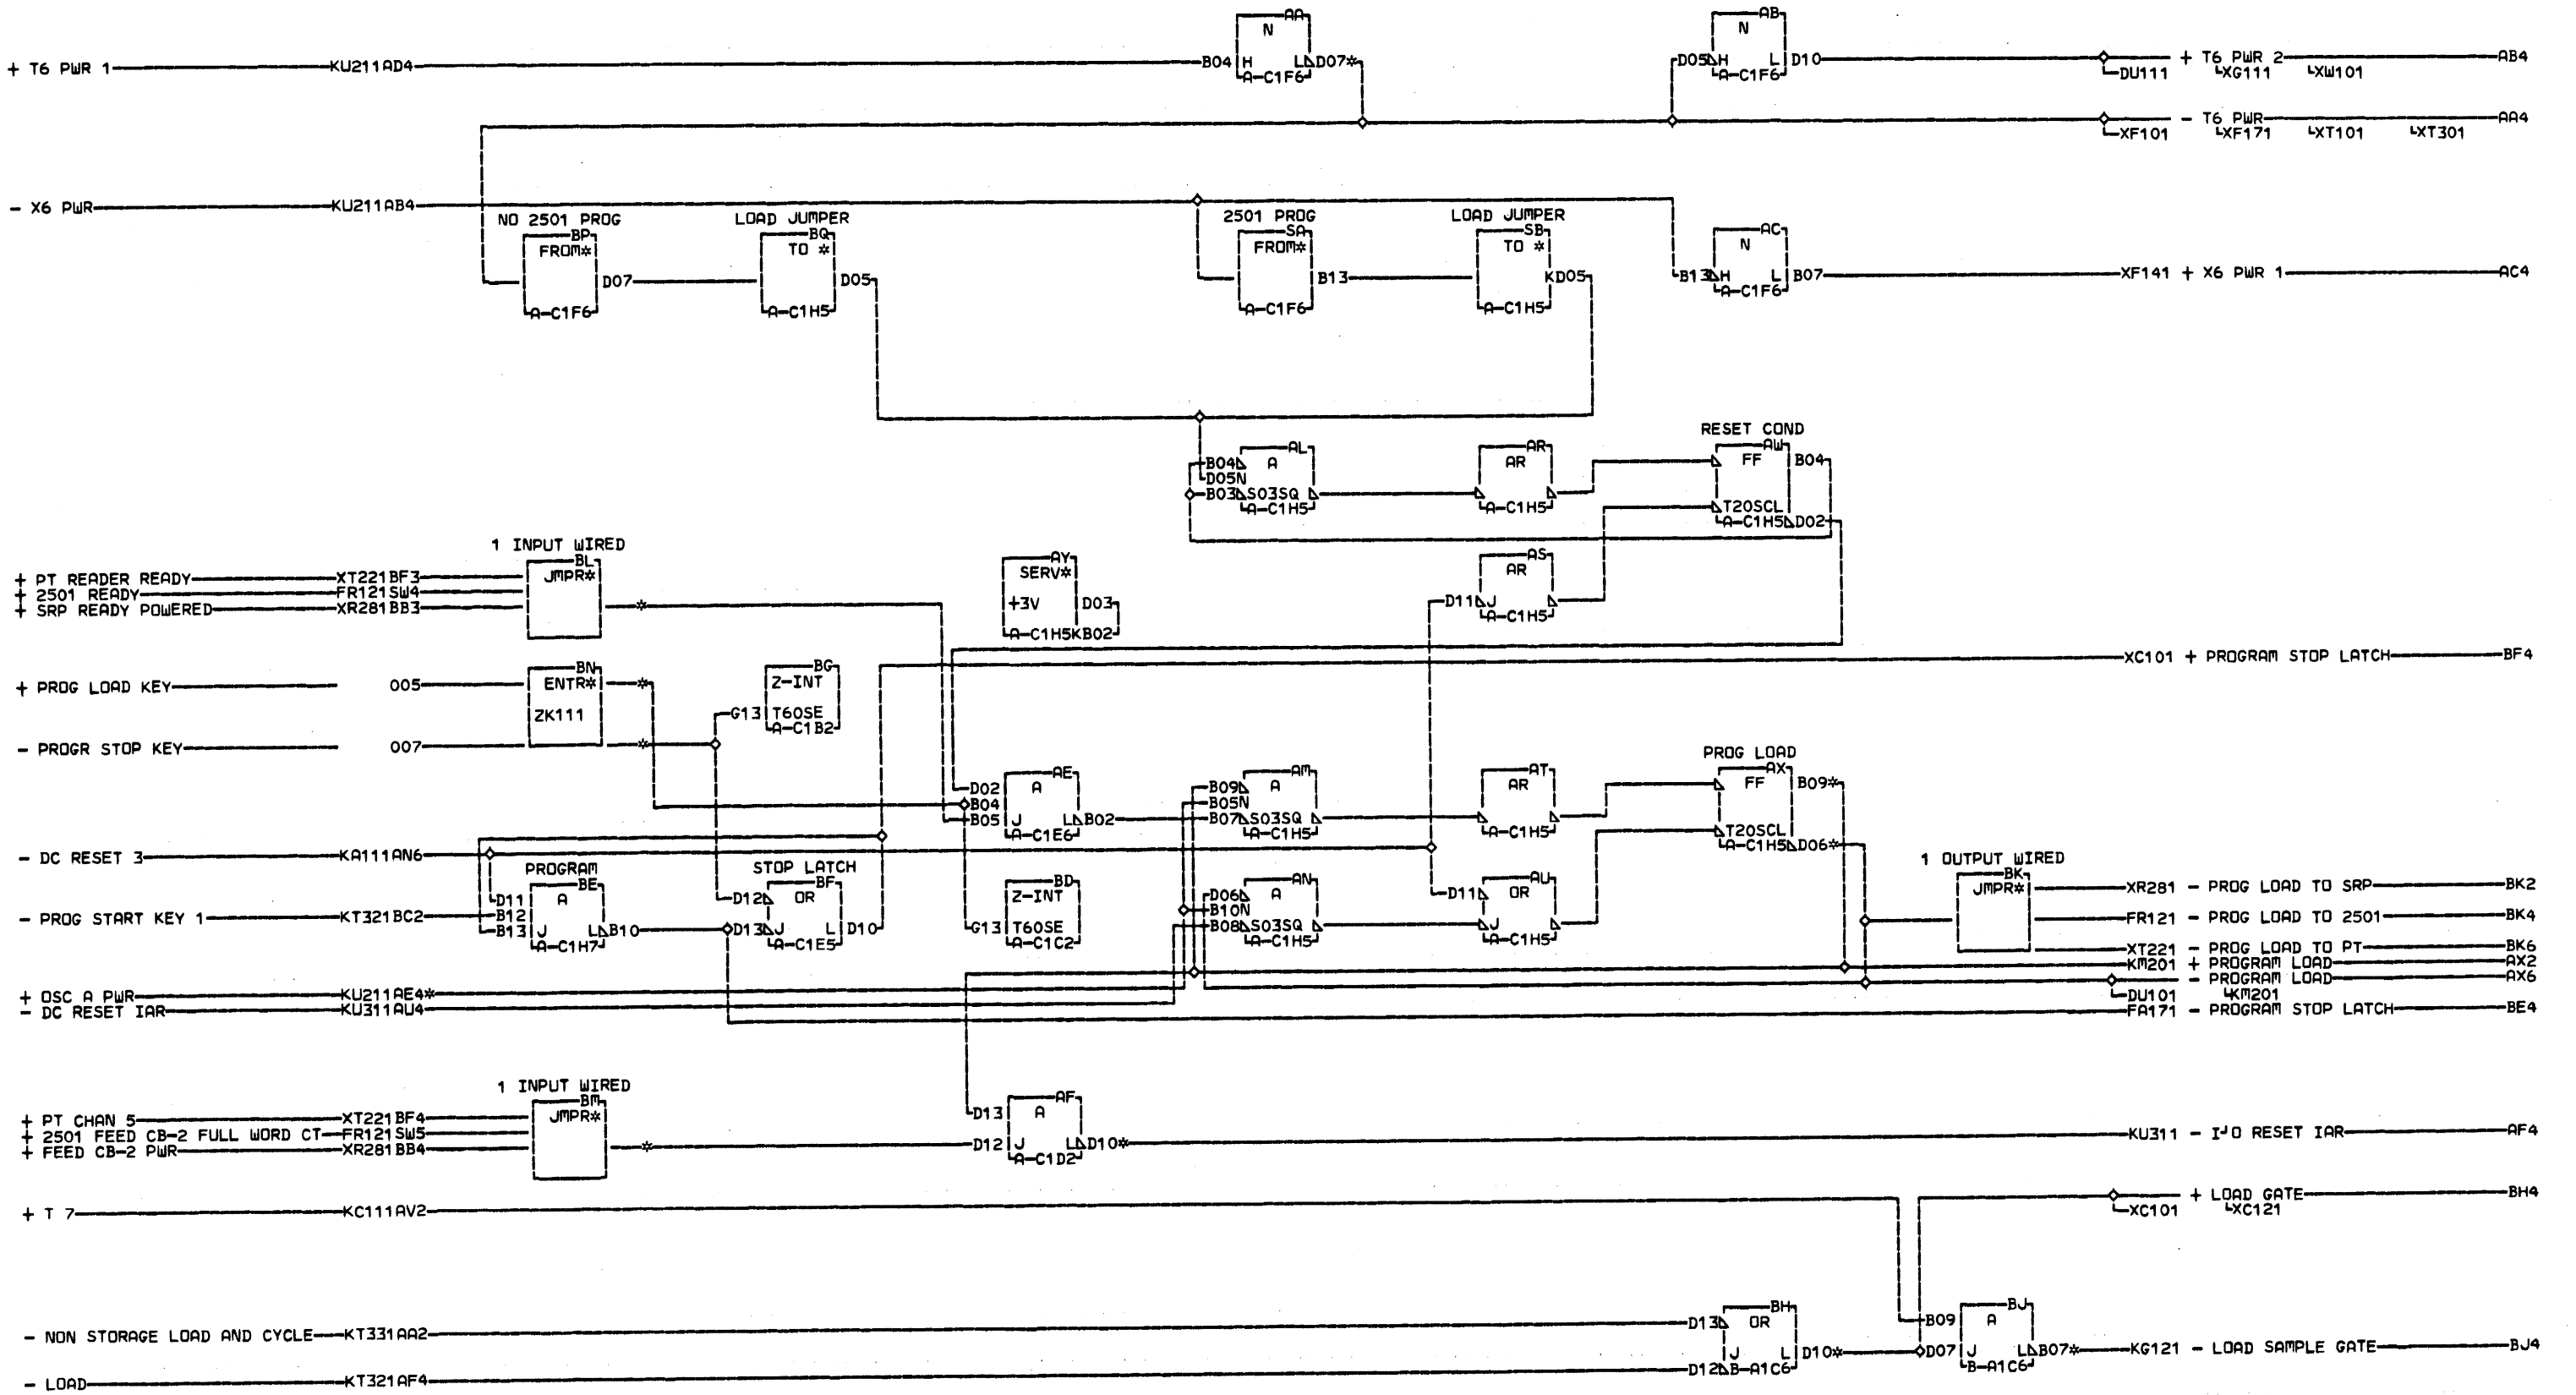 AA
N
+ T6 PWR 1 KU211AD4 B04 H L D07*
A-C1F6
AB
N
D05 H L D10
A-C1F6
+ T6 PWR 2 AB4
DU111 XG111 XW101
- T6 PWR AA4
XF101 XF171 XT101 XT301
- X6 PWR KU211AB4
NO 2501 PROG
BP
FROM*
D07
A-C1F6
LOAD JUMPER
BQ
TO *
D05
A-C1H5
2501 PROG
SA
FROM*
B13
A-C1F6
LOAD JUMPER
SB
TO *
KD05
A-C1H5
AC
N
B13 H L B07
A-C1F6
XF141 + X6 PWR 1 AC4
AL
B04 A
D05N
B03 S03SQ
A-C1H5
AR
AR
A-C1H5
RESET COND
AW
FF B04
T20SCL
A-C1H5 D02
1 INPUT WIRED
BL
JMPR*
+ PT READER READY XT221BF3
+ 2501 READY FR121SW4
+ SRP READY POWERED XR281BB3 *
AY
SERV*
+3V D03
A-C1H5KB02
AS
AR
D11 J
A-C1H5
XC101 + PROGRAM STOP LATCH BF4
+ PROG LOAD KEY 005
BN
ENTR* *
ZK111
- PROGR STOP KEY 007 *
BG
Z-INT
G13 T60SE
A-C1B2
AE
D02 A
B04
B05 J L B02
A-C1E6
AM
B09 A
B05N
B07 S03SQ
A-C1H5
AT
AR
A-C1H5
PROG LOAD
AX
FF B09*
T20SCL
A-C1H5 D06*
- DC RESET 3 KA111AN6
PROGRAM
BE
D11 A
- PROG START KEY 1 KT321BC2 B12
B13 J L B10
A-C1H7
STOP LATCH
BF
D12 OR
D13 J L D10
A-C1E5
BD
Z-INT
G13 T60SE
A-C1C2
AN
D06 A
B10N
B08 S03SQ
A-C1H5
AU
D11 OR
J
A-C1H5
1 OUTPUT WIRED
BK
JMPR*
XR281 - PROG LOAD TO SRP BK2
FR121 - PROG LOAD TO 2501 BK4
XT221 - PROG LOAD TO PT BK6
KM201 + PROGRAM LOAD AX2
- PROGRAM LOAD AX6
DU101 KM201
+ OSC A PWR KU211AE4*
- DC RESET IAR KU311AU4
FA171 - PROGRAM STOP LATCH BE4
1 INPUT WIRED
BM
JMPR*
+ PT CHAN 5 XT221BF4
+ 2501 FEED CB-2 FULL WORD CT FR121SW5
+ FEED CB-2 PWR XR281BB4 *
AF
D13 A
D12 J L D10*
A-C1D2
KU311 - I/O RESET IAR AF4
+ T 7 KC111AV2
+ LOAD GATE BH4
XC101 XC121
- NON STORAGE LOAD AND CYCLE KT331AA2
- LOAD KT321AF4
BH
D13 OR
J L D10*
D12 B-A1C6
BJ
B09 A
D07 J L B07*
B-A1C6
KG121 - LOAD SAMPLE GATE BJ4